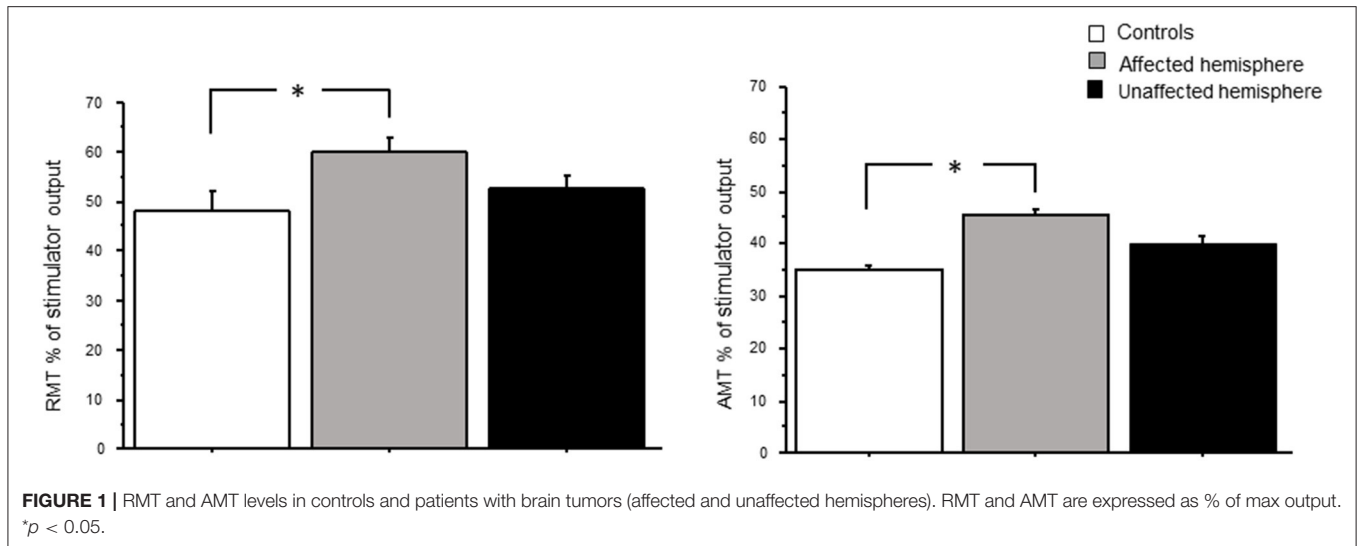 Controls
Affected hemisphere
Unaffected hemisphere
*
70
60
50
40
30
20
10
0
RMT % of stimulator output
*
70
60
50
40
30
20
10
0
AMT % of stimulator output
FIGURE 1 | RMT and AMT levels in controls and patients with brain tumors (affected and unaffected hemispheres). RMT and AMT are expressed as % of max output.
*p < 0.05.